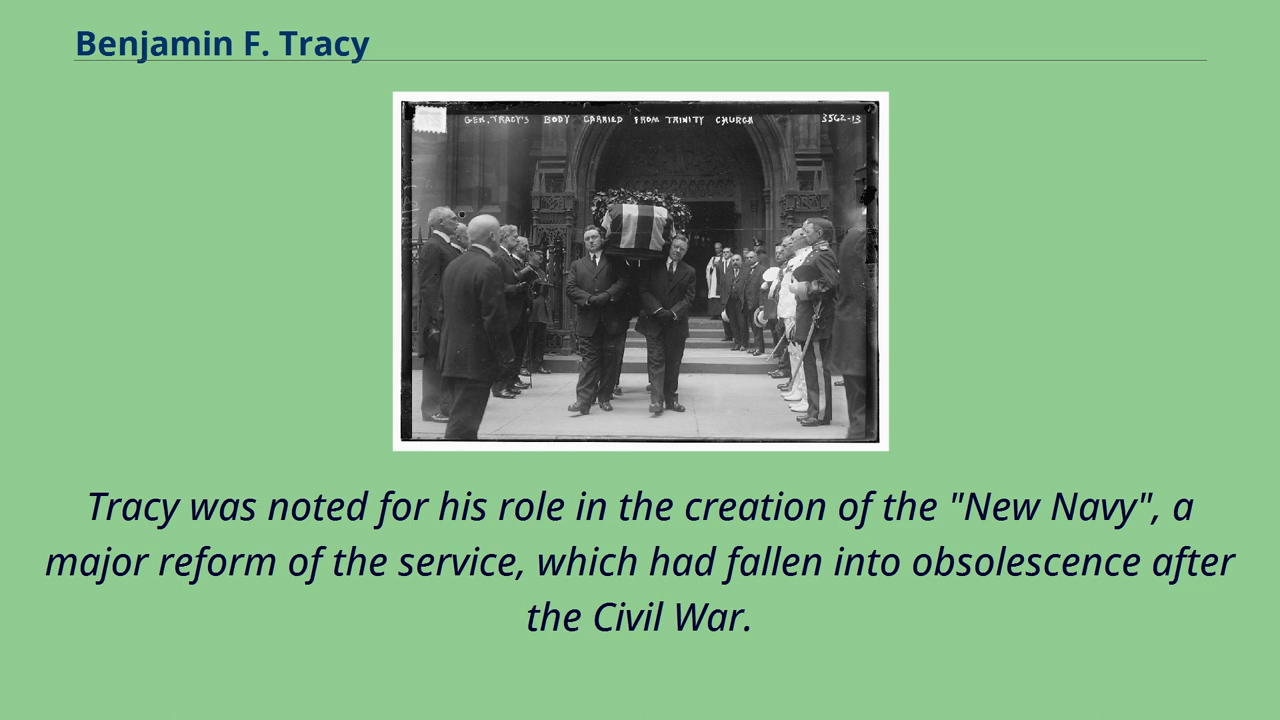 Benjamin F. Tracy
GEN. TRACY'S BODY CARRIED FROM TRINITY CHURCH 3562-13
Tracy was noted for his role in the creation of the "New Navy", a
major reform of the service, which had fallen into obsolescence after
the Civil War.